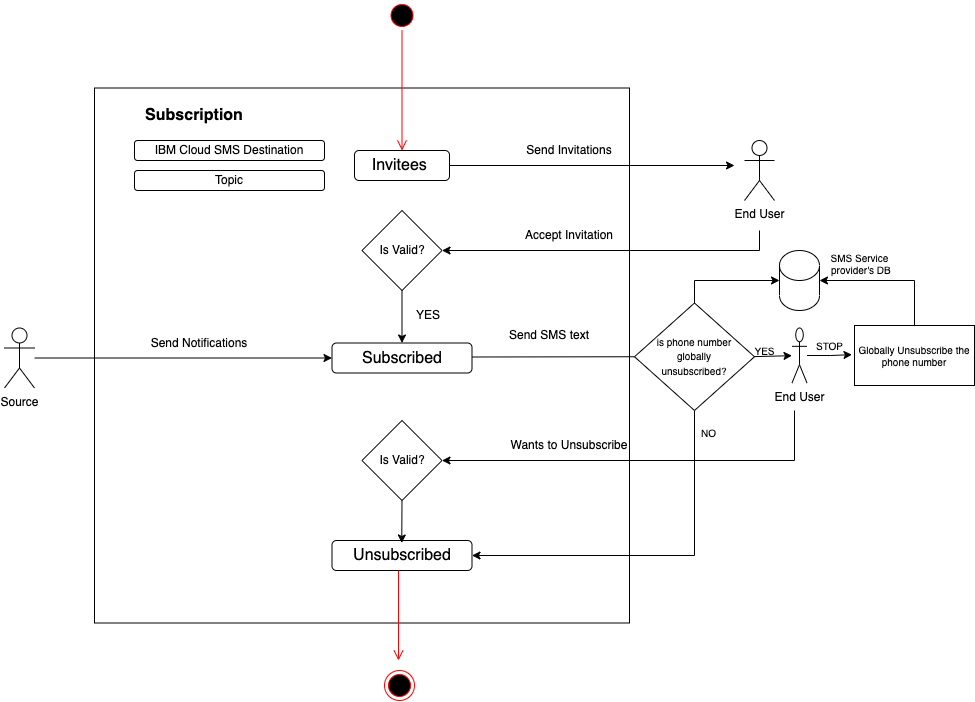 Subscription
IBM Cloud SMS Destination
Topic
Invitees
Send Invitations
End User
Is Valid?
Accept Invitation
SMS Service
provider's DB
YES
Send Notifications
Subscribed
Send SMS text
is phone number
globally
unsubscribed?
YES
STOP
Globally Unsubscribe the
phone number
Source
End User
NO
Is Valid?
Wants to Unsubscribe
Unsubscribed